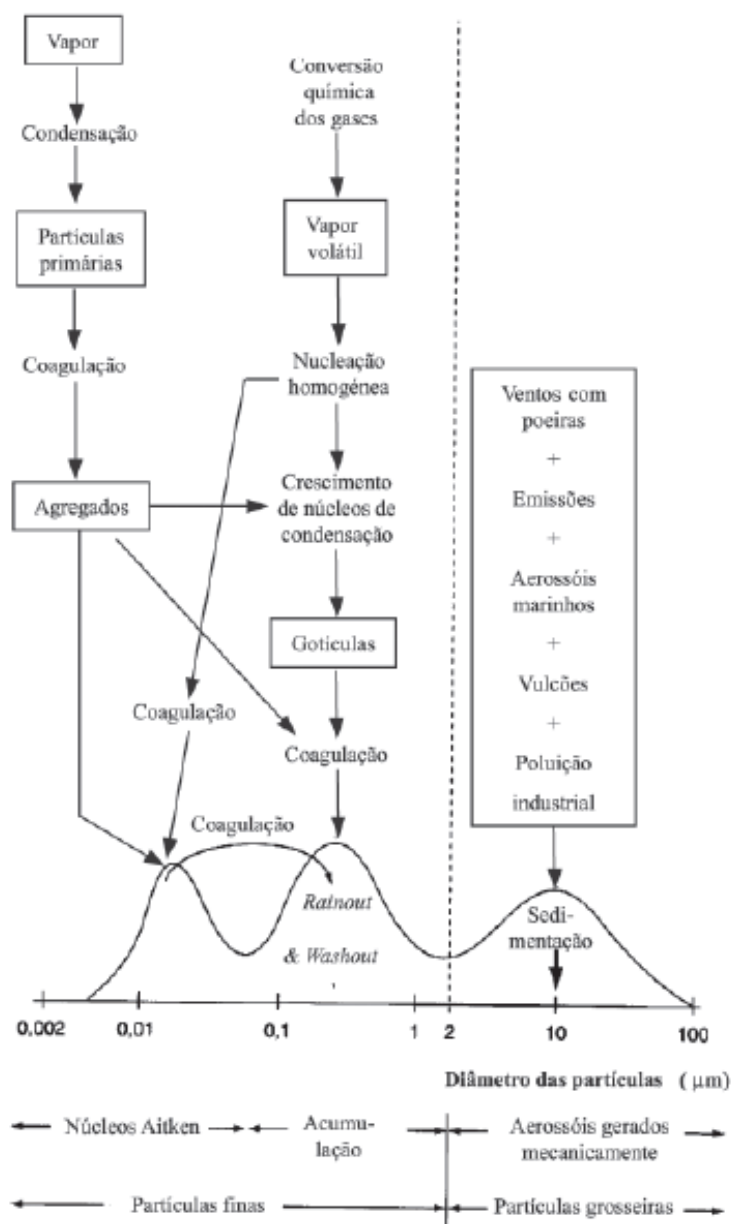 Vapor
Condensação
Partículas
primárias
Coagulação
Agregados
Conversão
química
dos gases
Vapor
volátil
Nucleação
homogénea
Crescimento
de núcleos de
condensação
Gotículas
Coagulação
Coagulação
Coagulação
Rainout
& Washout
Ventos com
poeiras
+
Emissões
+
Aerossóis
marinhos
+
Vulcões
+
Poluição
industrial
Sedi-
mentação
0,002 0,01 0,1 1 2 10 100
Diâmetro das partículas ( μm)
Núcleos Aitken
Acumu-
lação
Aerossóis gerados
mecanicamente
Partículas finas
Partículas grosseiras